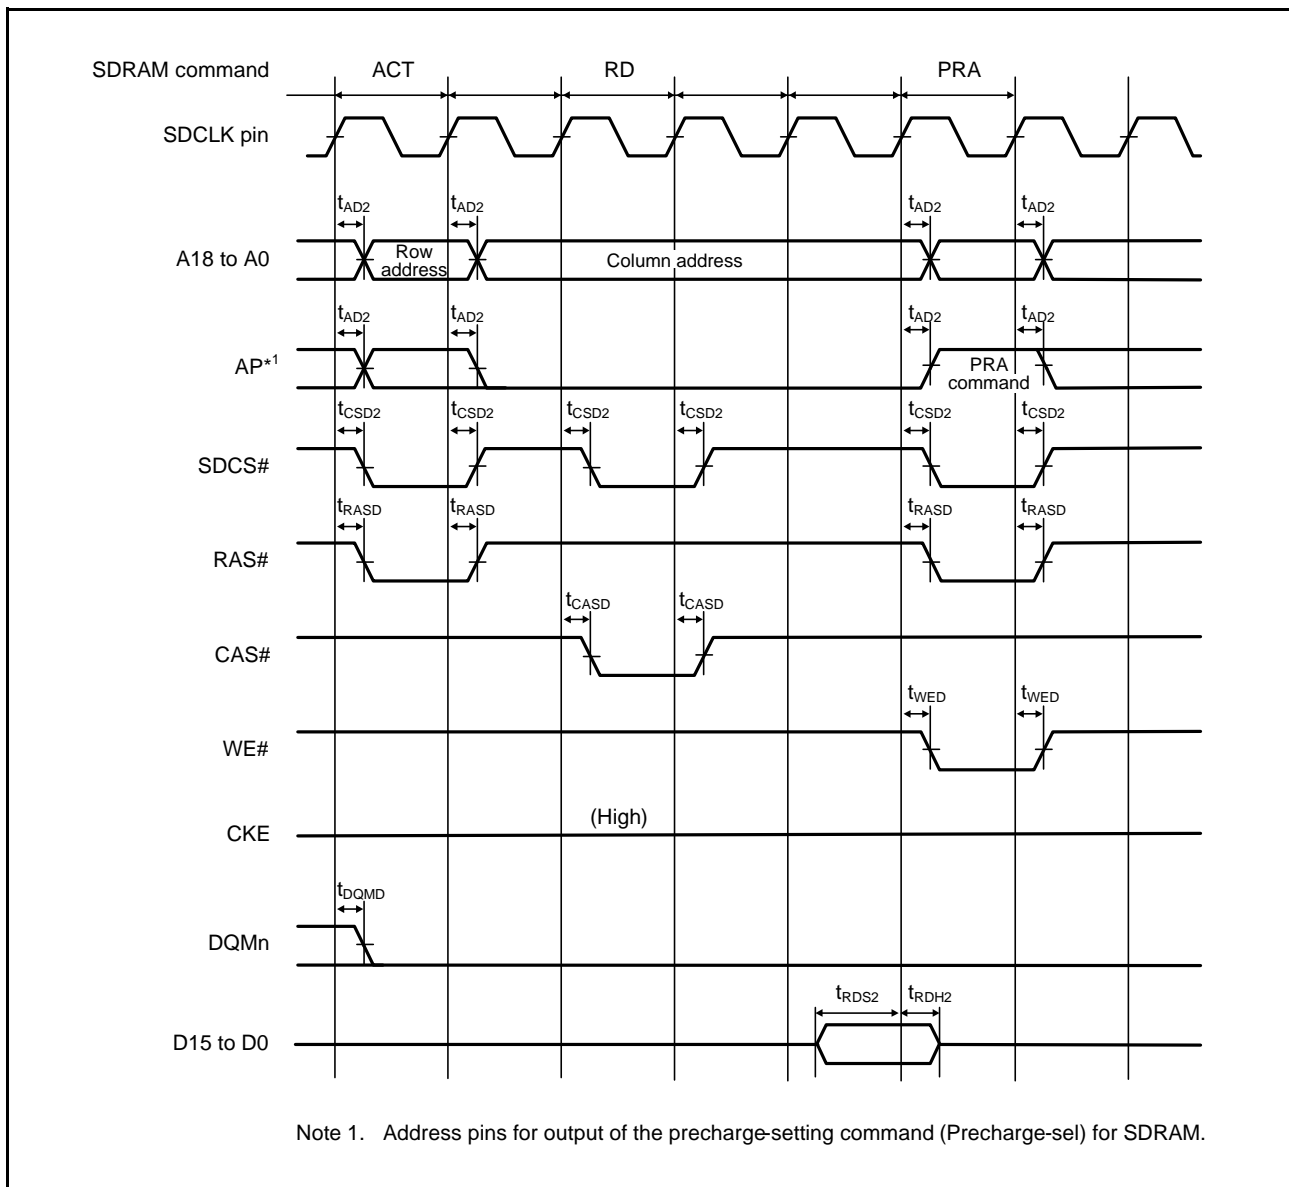 SDRAM command ACT RD PRA
SDCLK pin
tAD2 tAD2 tAD2 tAD2
A18 to A0 Row address Column address
tAD2 tAD2 tAD2 tAD2
AP*1 PRA command
tCSD2 tCSD2 tCSD2 tCSD2 tCSD2 tCSD2
SDCS#
tRASD tRASD tRASD tRASD
RAS#
tCASD tCASD
CAS#
tWED tWED
WE#
(High)
CKE
tDQMD
DQMn
tRDS2 tRDH2
D15 to D0
Note 1. Address pins for output of the precharge-setting command (Precharge-sel) for SDRAM.